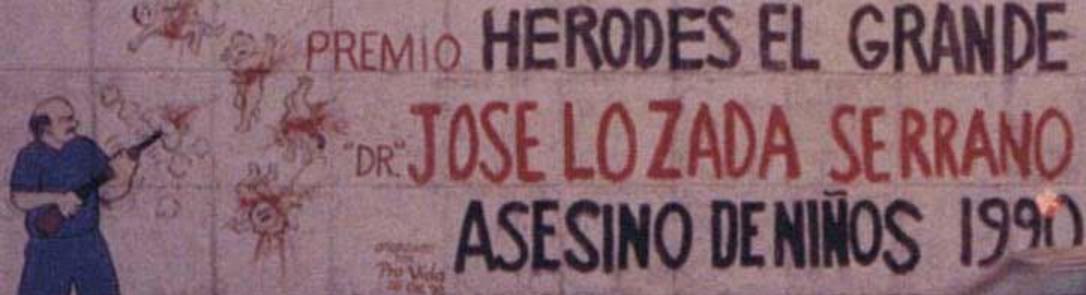 PREMIO HERODES EL GRANDE
"DR." JOSE LOZADA SERRANO
ASESINO DE NIÑOS 1990
Pro Vida